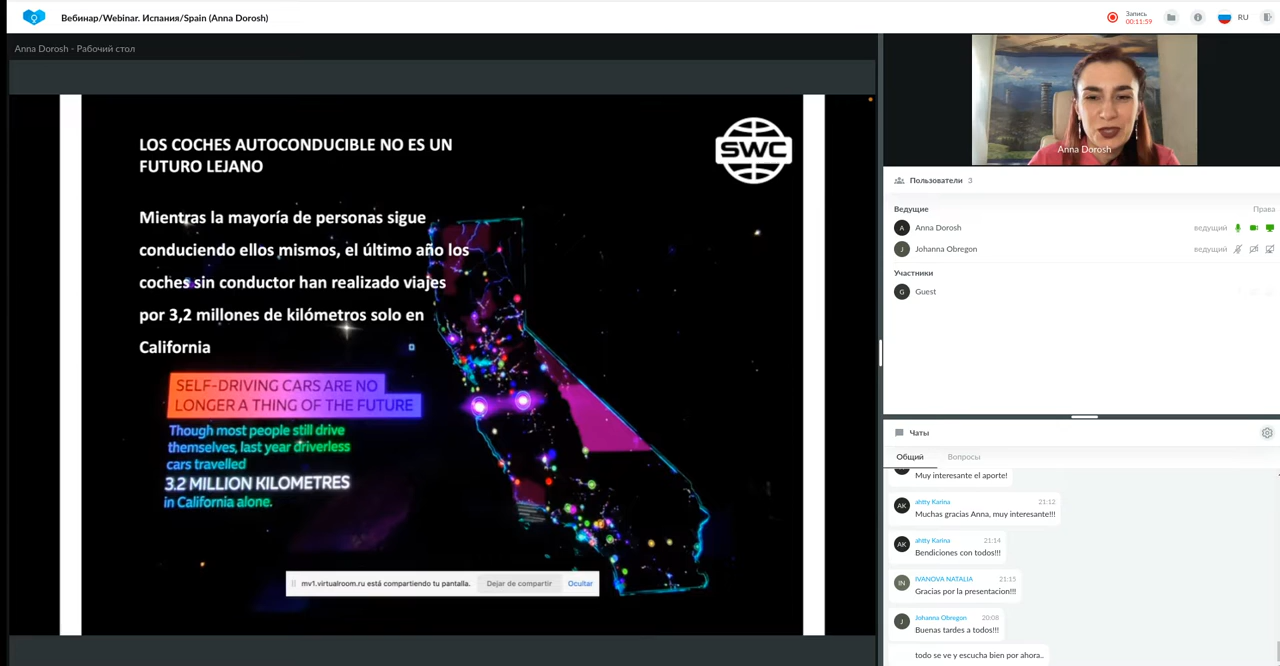 Вебинар/Webinar. Испания/Spain (Anna Dorosh)
Запись
00:11:59
RU
Anna Dorosh - Рабочий стол
LOS COCHES AUTOCONDUCIBLE NO ES UN
FUTURO LEJANO
SWC
Mientras la mayoría de personas sigue
conduciendo ellos mismos, el último año los
coches sin conductor han realizado viajes
por 3,2 millones de kilómetros solo en
California
SELF-DRIVING CARS ARE NO
LONGER A THING OF THE FUTURE
Though most people still drive
themselves, last year driverless
cars travelled
3.2 MILLION KILOMETRES
in California alone.
mv1.virtualroom.ru está compartiendo tu pantalla.
Dejar de compartir
Ocultar
Anna Dorosh
Пользователи 3
Ведущие
Права
A
Anna Dorosh
ведущий
J
Johanna Obregon
ведущий
Участники
G
Guest
Чаты
Общий
Вопросы
Muy interesante el aporte!
AK
ahtty Karina
21:12
Muchas gracias Anna, muy interesante!!!
AK
ahtty Karina
21:14
Bendiciones con todos!!!
IN
IVANOVA NATALIA
21:15
Gracias por la presentacion!!!
J
Johanna Obregon
20:08
Buenas tardes a todos!!!
todo se ve y escucha bien por ahora..